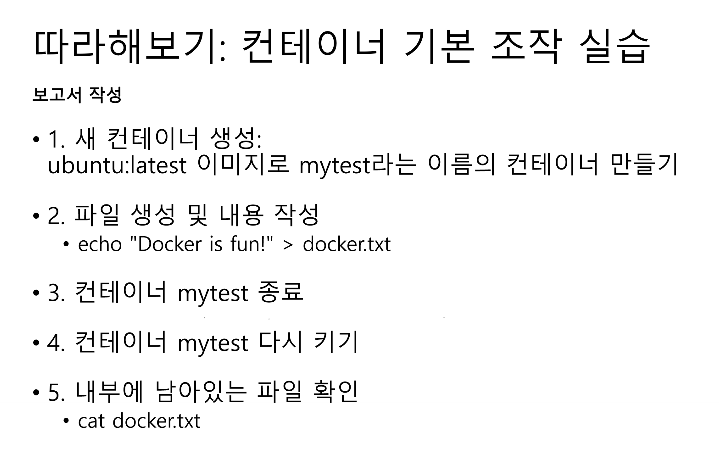 따라해보기: 컨테이너 기본 조작 실습
보고서 작성
• 1. 새 컨테이너 생성:
ubuntu:latest 이미지로 mytest라는 이름의 컨테이너 만들기
• 2. 파일 생성 및 내용 작성
• echo "Docker is fun!" > docker.txt
• 3. 컨테이너 mytest 종료
• 4. 컨테이너 mytest 다시 키기
• 5. 내부에 남아있는 파일 확인
• cat docker.txt